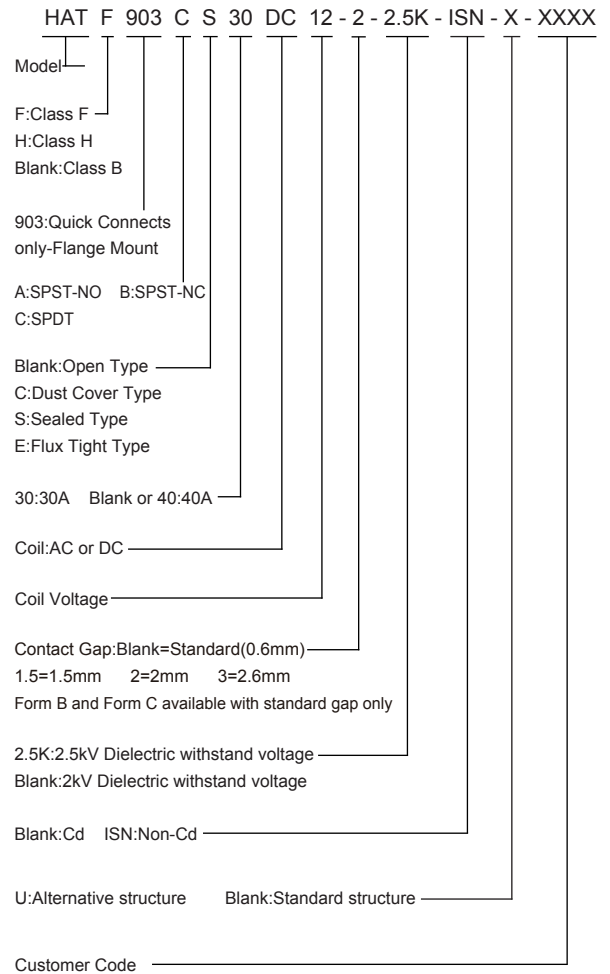 HAT F 903 C S 30 DC 12 - 2 - 2.5K - ISN - X - XXXX
Model
F:Class F
H:Class H
Blank:Class B
903:Quick Connects
only-Flange Mount
A:SPST-NO B:SPST-NC
C:SPDT
Blank:Open Type
C:Dust Cover Type
S:Sealed Type
E:Flux Tight Type
30:30A Blank or 40:40A
Coil:AC or DC
Coil Voltage
Contact Gap:Blank=Standard(0.6mm)
1.5=1.5mm 2=2mm 3=2.6mm
Form B and Form C available with standard gap only
2.5K:2.5kV Dielectric withstand voltage
Blank:2kV Dielectric withstand voltage
Blank:Cd ISN:Non-Cd
U:Alternative structure Blank:Standard structure
Customer Code